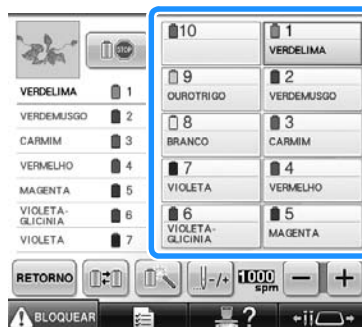 VERDELIMA 1
VERDEMUSGO 2
CARMIM 3
VERMELHO 4
MAGENTA 5
VIOLETA-
GLICINIA 6
VIOLETA 7
10
1
VERDELIMA
9
OUROTRIGO
2
VERDEMUSGO
8
BRANCO
3
CARMIM
7
VIOLETA
4
VERMELHO
6
VIOLETA-
GLICINIA
5
MAGENTA
STOP
RETORNO
-/+
1000
spm
− +
BLOQUEAR
?